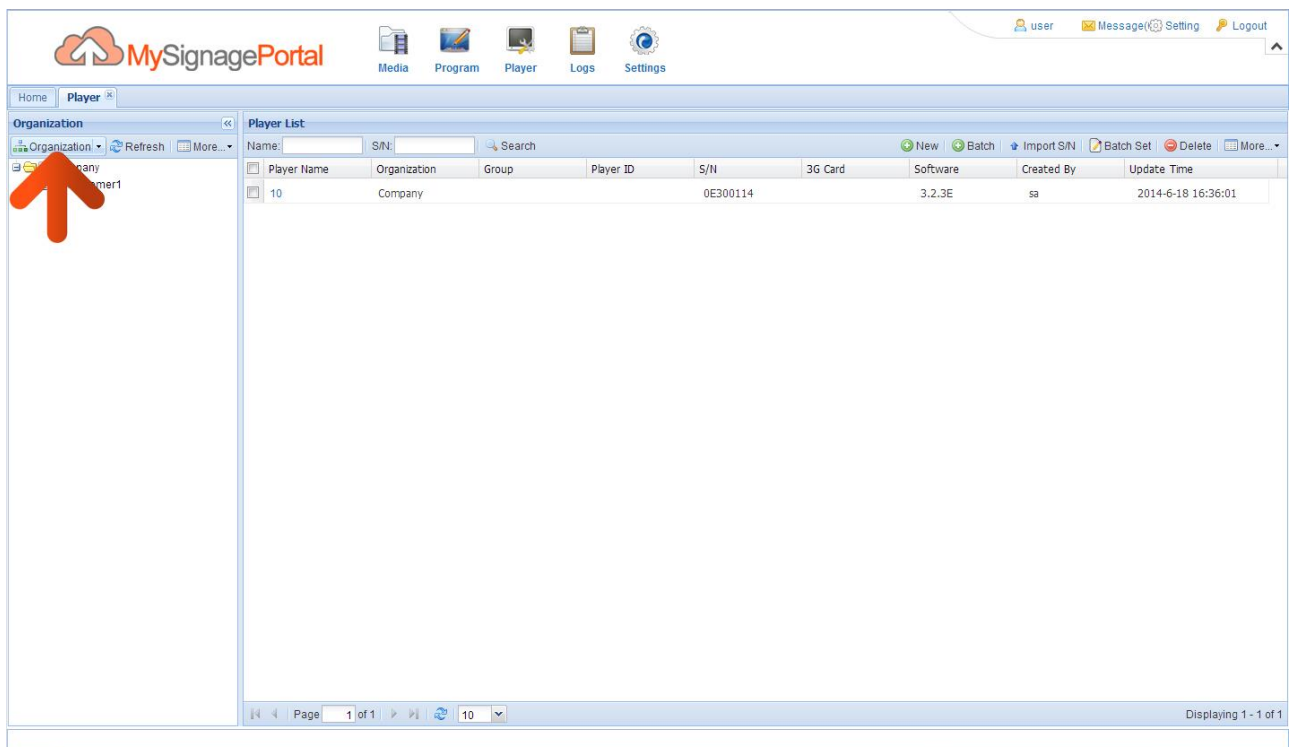 MySignagePortal
Media Program Player Logs Settings
user Message( Setting Logout
Home Player
Organization
Organization Refresh More...
Player List
Name: S/N: Search New Batch Import S/N Batch Set Delete More...
Player Name Organization Group Player ID S/N 3G Card Software Created By Update Time
10 Company 0E300114 3.2.3E sa 2014-6-18 16:36:01
Page 1 of 1 10 Displaying 1 - 1 of 1